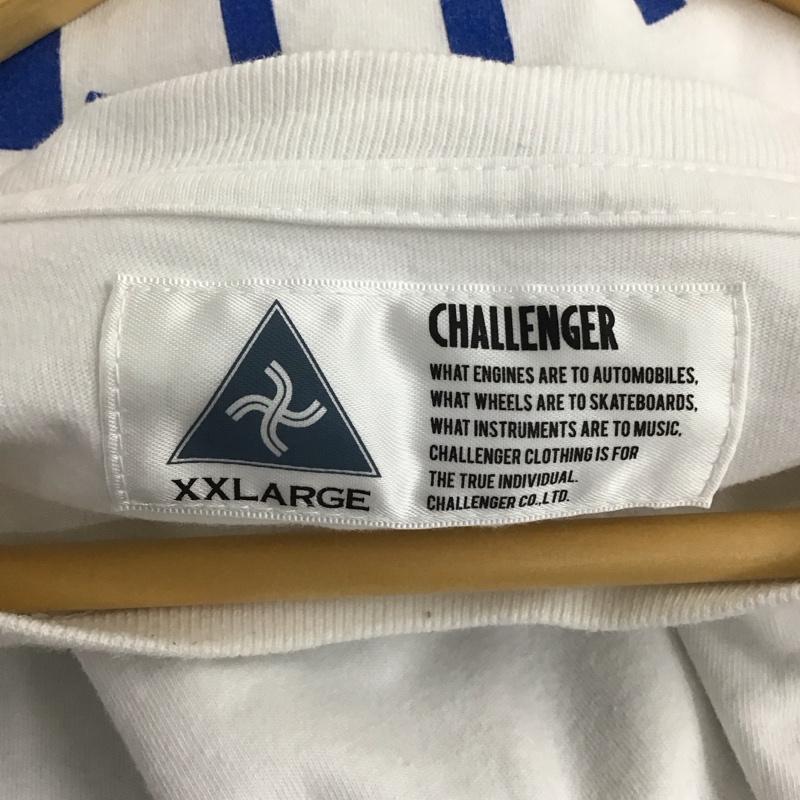 XXLARGE
CHALLENGER
WHAT ENGINES ARE TO AUTOMOBILES,
WHAT WHEELS ARE TO SKATEBOARDS,
WHAT INSTRUMENTS ARE TO MUSIC,
CHALLENGER CLOTHING IS FOR
THE TRUE INDIVIDUAL.
CHALLENGER CO.,LTD.